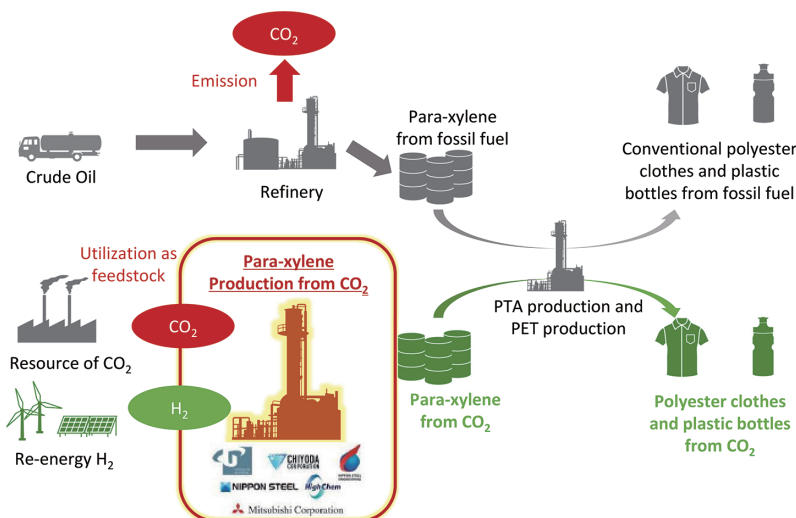 CO₂
Emission
Crude Oil
Refinery
Para-xylene
from fossil fuel
Conventional polyester
clothes and plastic
bottles from fossil fuel
Utilization as
feedstock
Para-xylene
Production from CO₂
CO₂
Resource of CO₂
H₂
Re-energy H₂
CHIYODA
CORPORATION
NIPPON STEEL
ENGINEERING
NIPPON STEEL
HighChem
Mitsubishi Corporation
Para-xylene
from CO₂
PTA production and
PET production
Polyester clothes
and plastic bottles
from CO₂